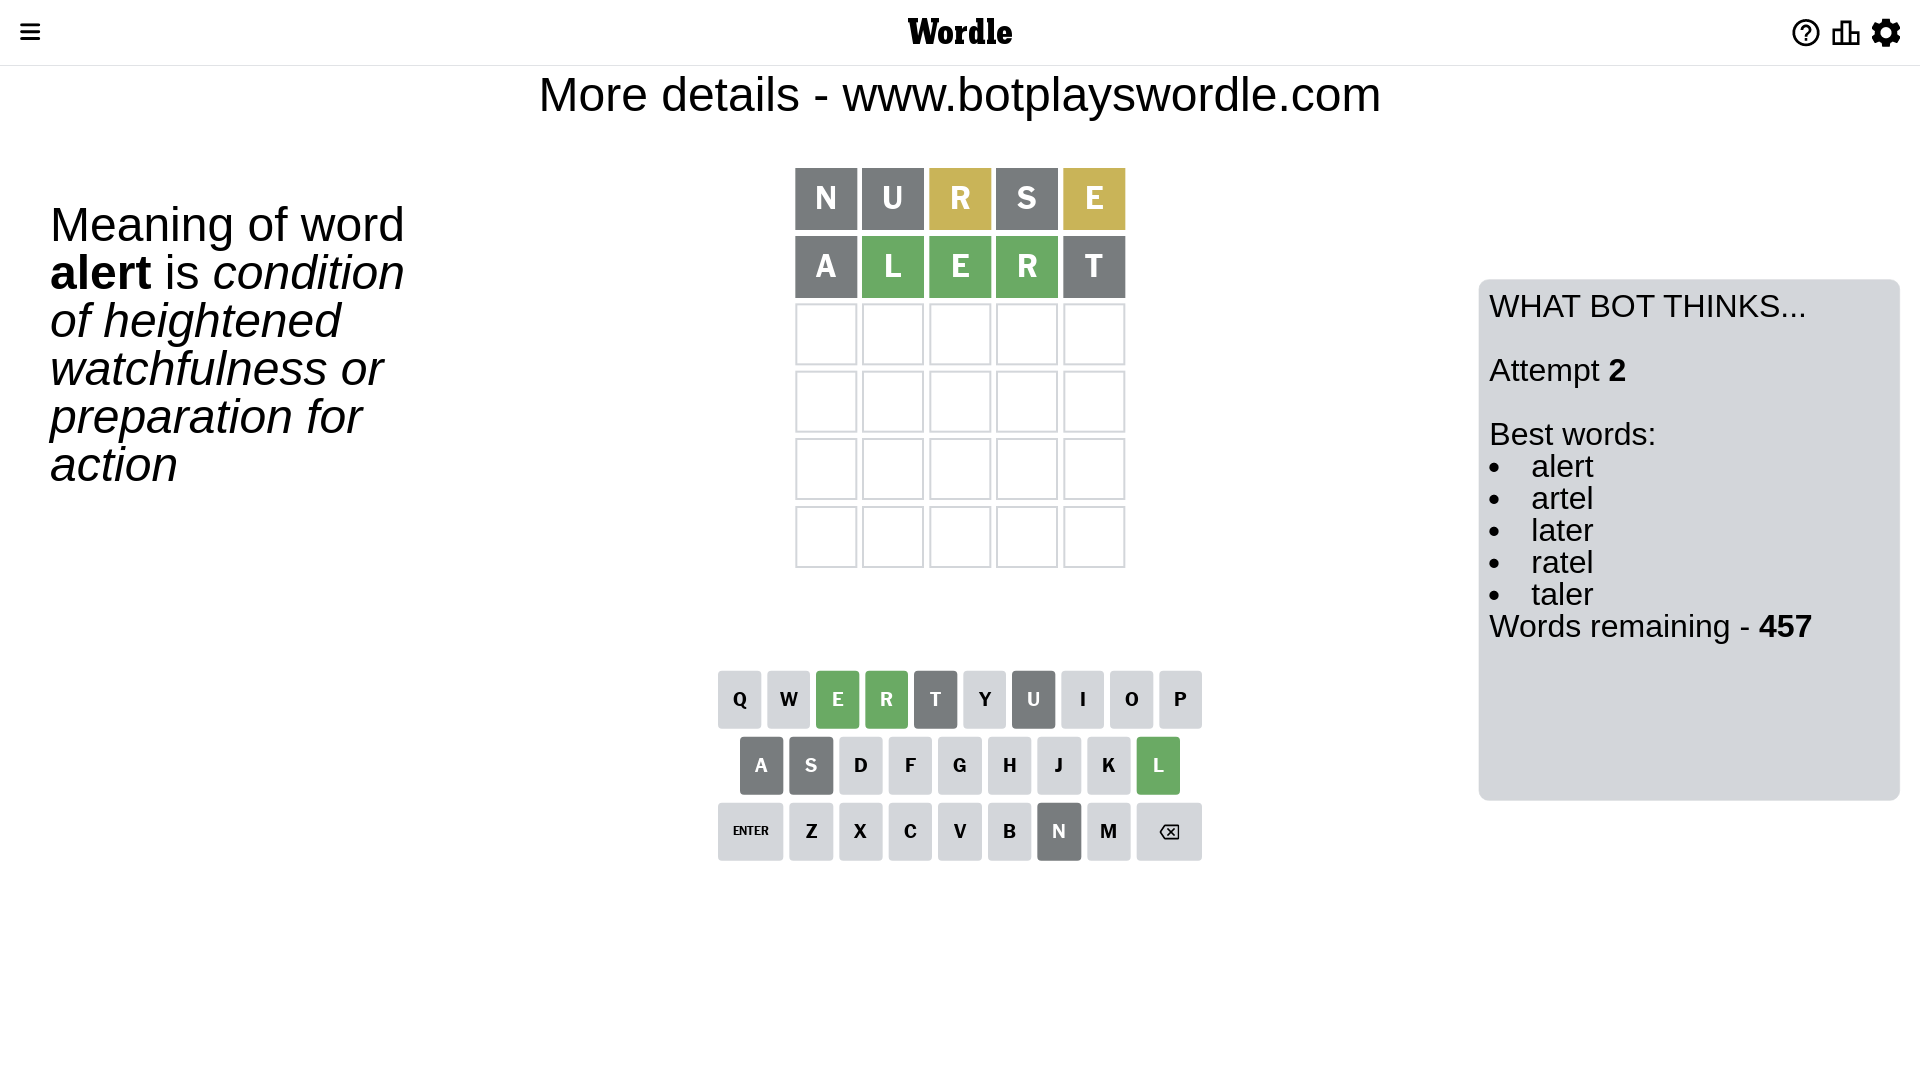 Wordle
More details - www.botplayswordle.com
Meaning of word
alert is condition
of heightened
watchfulness or
preparation for
action
N U R S E
A L E R T
WHAT BOT THINKS...
Attempt 2
Best words:
• alert
• artel
• later
• ratel
• taler
Words remaining - 457
Q W E R T Y U I O P
A S D F G H J K L
ENTER Z X C V B N M